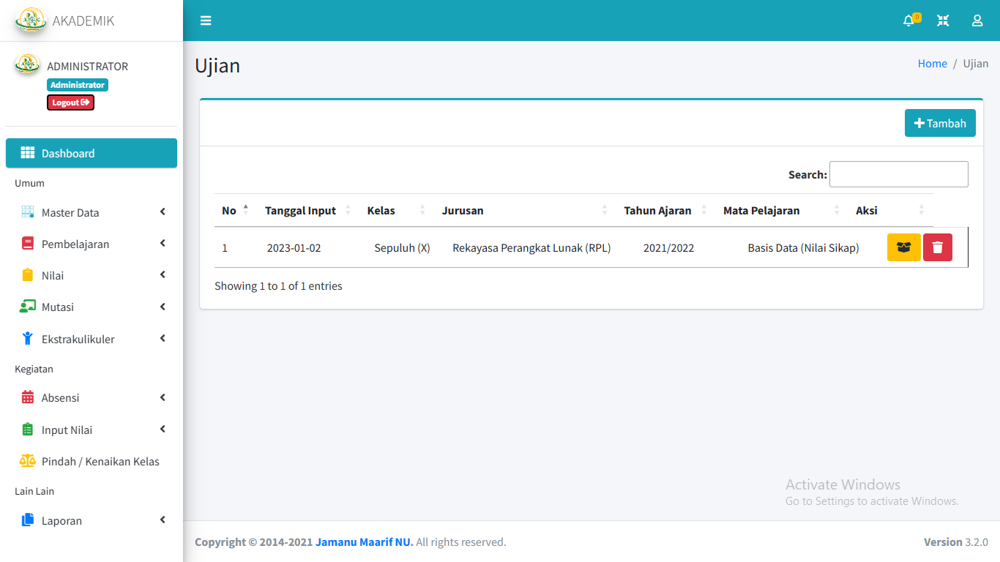 AKADEMIK
0
ADMINISTRATOR
Administrator
Logout
Dashboard
Umum
Master Data
Pembelajaran
Nilai
Mutasi
Ekstrakulikuler
Kegiatan
Absensi
Input Nilai
Pindah / Kenaikan Kelas
Lain Lain
Laporan
Ujian
Home / Ujian
Tambah
Search:
No Tanggal Input Kelas Jurusan Tahun Ajaran Mata Pelajaran Aksi
1 2023-01-02 Sepuluh (X) Rekayasa Perangkat Lunak (RPL) 2021/2022 Basis Data (Nilai Sikap)
Showing 1 to 1 of 1 entries
Activate Windows
Go to Settings to activate Windows.
Copyright © 2014-2021 Jamanu Maarif NU. All rights reserved.
Version 3.2.0